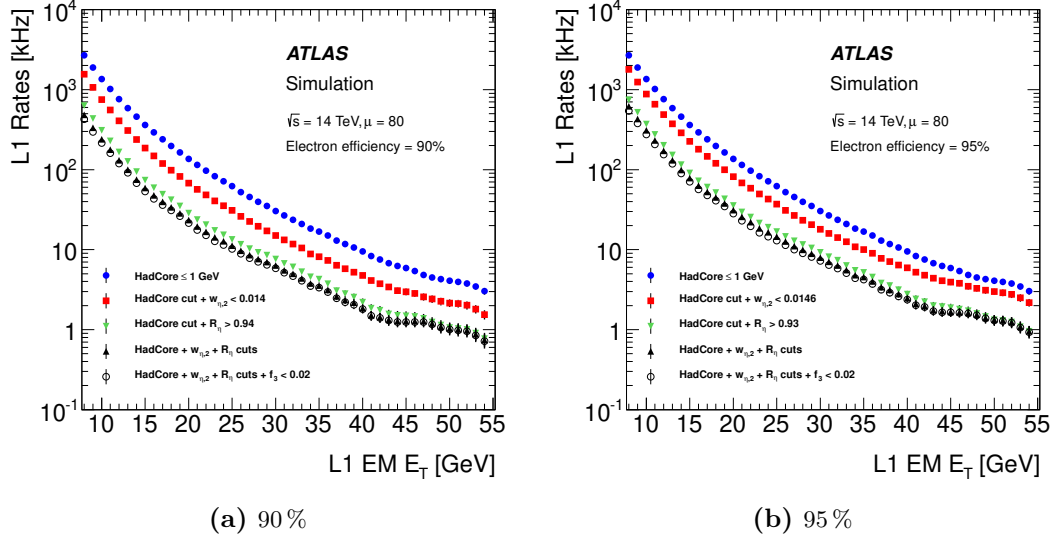 L1 Rates [kHz]
10⁴
10³
10²
10
1
10⁻¹
ATLAS
Simulation
√s = 14 TeV, μ = 80
Electron efficiency = 90%
HadCore ≤ 1 GeV
HadCore cut + w_η,2 < 0.014
HadCore cut + R_η > 0.94
HadCore + w_η,2 + R_η cuts
HadCore + w_η,2 + R_η cuts + f_3 < 0.02
10 15 20 25 30 35 40 45 50 55
L1 EM E_T [GeV]
(a) 90 %
L1 Rates [kHz]
10⁴
10³
10²
10
1
10⁻¹
ATLAS
Simulation
√s = 14 TeV, μ = 80
Electron efficiency = 95%
HadCore ≤ 1 GeV
HadCore cut + w_η,2 < 0.0146
HadCore cut + R_η > 0.93
HadCore + w_η,2 + R_η cuts
HadCore + w_η,2 + R_η cuts + f_3 < 0.02
10 15 20 25 30 35 40 45 50 55
L1 EM E_T [GeV]
(b) 95 %